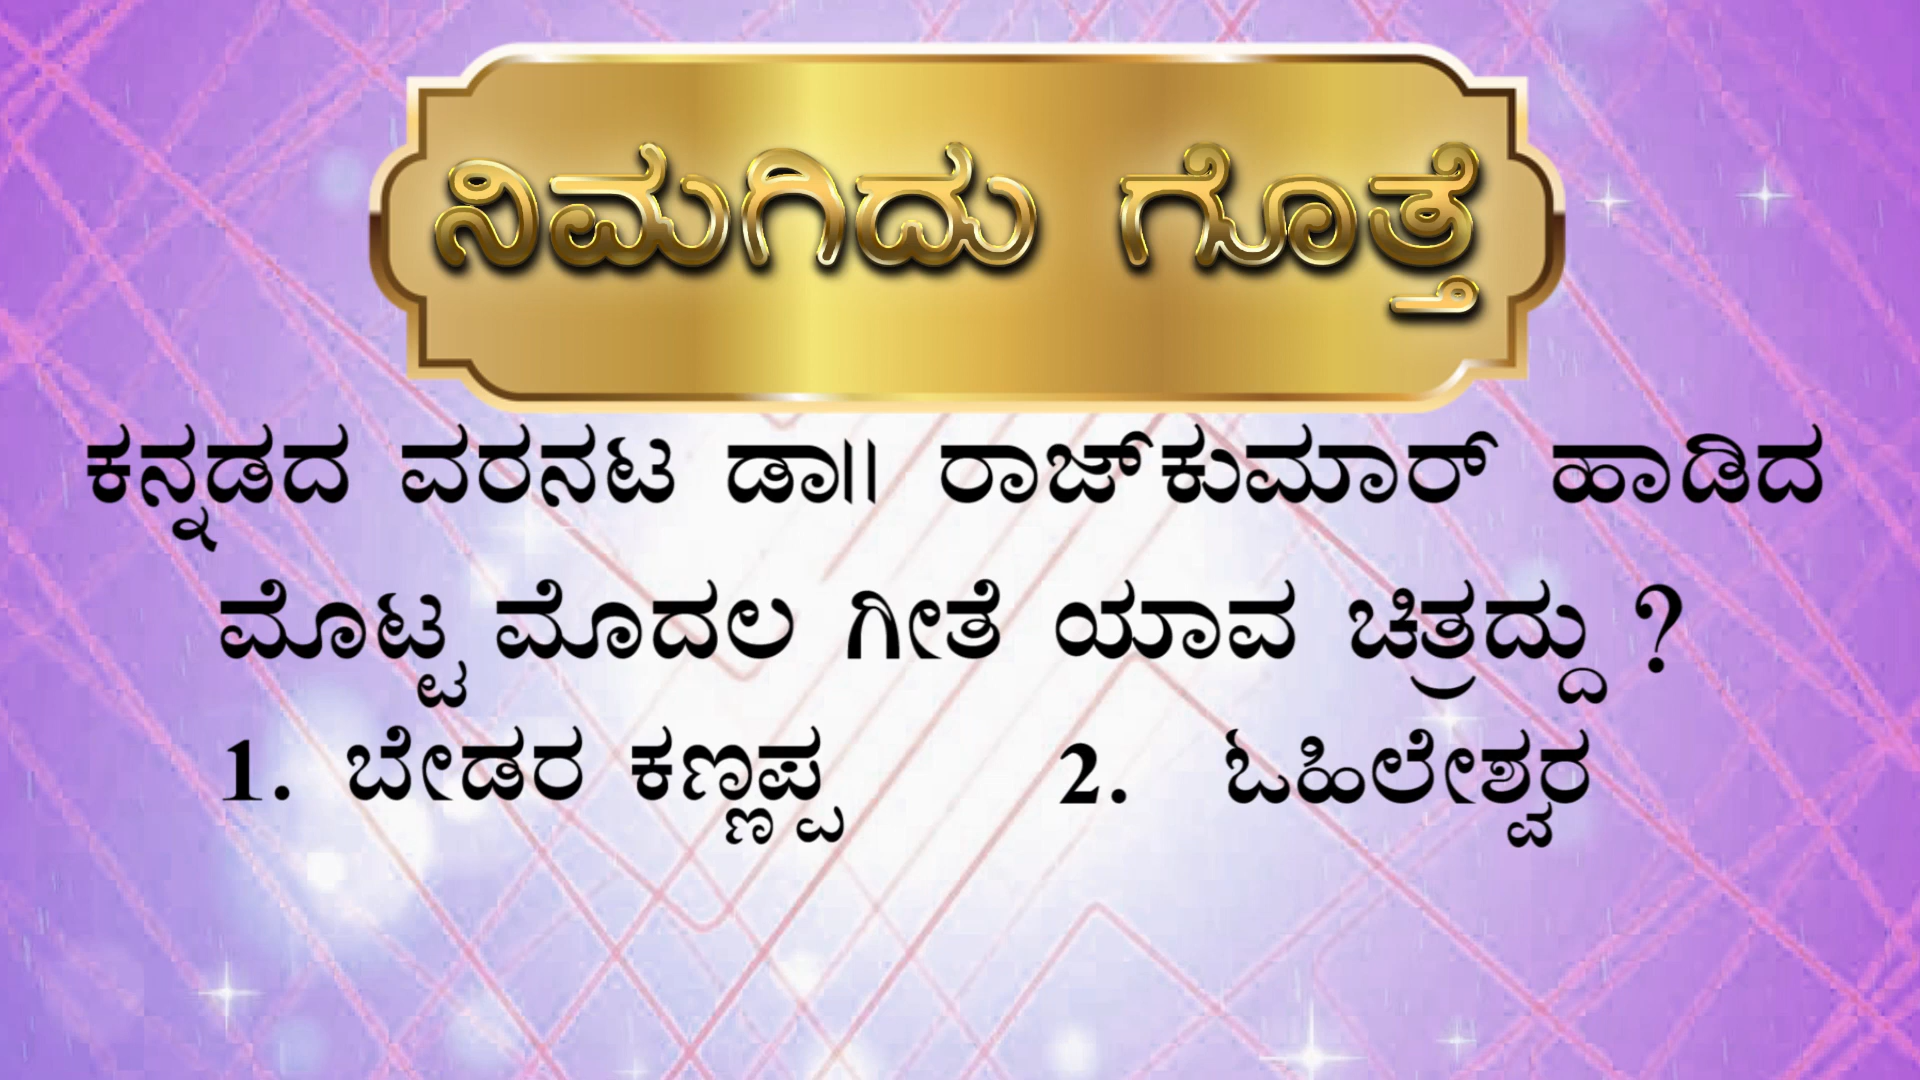 ನಿಮಗಿದು ಗೊತ್ತೆ
ಕನ್ನಡದ ವರನಟ ಡಾ|| ರಾಜ್‌ಕುಮಾರ್ ಹಾಡಿದ
ಮೊಟ್ಟ ಮೊದಲ ಗೀತೆ ಯಾವ ಚಿತ್ರದ್ದು ?
1. ಬೇಡರ ಕಣ್ಣಪ್ಪ 2. ಓಹಿಲೇಶ್ವರ